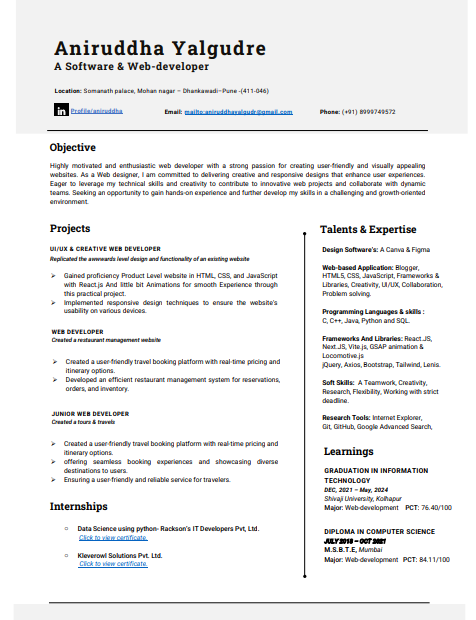 Aniruddha Yalgudre
A Software & Web-developer
Location: Somanath palace, Mohan nagar – Dhankawadi–Pune -(411-046)
in Profile/aniruddha Email: mailto:aniruddhayalgudr@gmail.com Phone: (+91) 8999749572
Objective
Highly motivated and enthusiastic web developer with a strong passion for creating user-friendly and visually appealing
websites. As a Web designer, I am committed to delivering creative and responsive designs that enhance user experiences.
Eager to leverage my technical skills and creativity to contribute to innovative web projects and collaborate with dynamic
teams. Seeking an opportunity to gain hands-on experience and further develop my skills in a challenging and growth-oriented
environment.
Projects
UI/UX & CREATIVE WEB DEVELOPER
Replicated the awwwards level design and functionality of an existing website
➢ Gained proficiency Product Level website in HTML, CSS, and JavaScript
with React.js And little bit Animations for smooth Experience through
this practical project.
➢ Implemented responsive design techniques to ensure the website's
usability on various devices.
WEB DEVELOPER
Created a restaurant management website
➢ Created a user-friendly travel booking platform with real-time pricing and
itinerary options.
➢ Developed an efficient restaurant management system for reservations,
orders, and inventory.
JUNIOR WEB DEVELOPER
Created a tours & travels
➢ Created a user-friendly travel booking platform with real-time pricing and
itinerary options.
➢ offering seamless booking experiences and showcasing diverse
destinations to users.
➢ Ensuring a user-friendly and reliable service for travelers.
Internships
○ Data Science using python- Rackson's IT Developers Pvt, Ltd.
Click to view certificate.
○ Kleverowl Solutions Pvt. Ltd.
Click to view certificate.
Talents & Expertise
Design Software's: A Canva & Figma
Web-based Application: Blogger,
HTML5, CSS, JavaScript, Frameworks &
Libraries, Creativity, UI/UX, Collaboration,
Problem solving.
Programming Languages & skills :
C, C++, Java, Python and SQL.
Frameworks And Libraries: React.JS,
Next.JS, Vite.js, GSAP animation &
Locomotive.js
jQuery, Axios, Bootstrap, Tailwind, Lenis.
Soft Skills: A Teamwork, Creativity,
Research, Flexibility, Working with strict
deadline.
Research Tools: Internet Explorer,
Git, GitHub, Google Advanced Search,
Learnings
GRADUATION IN INFORMATION
TECHNOLOGY
DEC, 2021 – May, 2024
Shivaji University, Kolhapur
Major: Web-development PCT: 76.40/100
DIPLOMA IN COMPUTER SCIENCE
JULY 2018 – OCT 2021
M.S.B.T.E, Mumbai
Major: Web-development PCT: 84.11/100